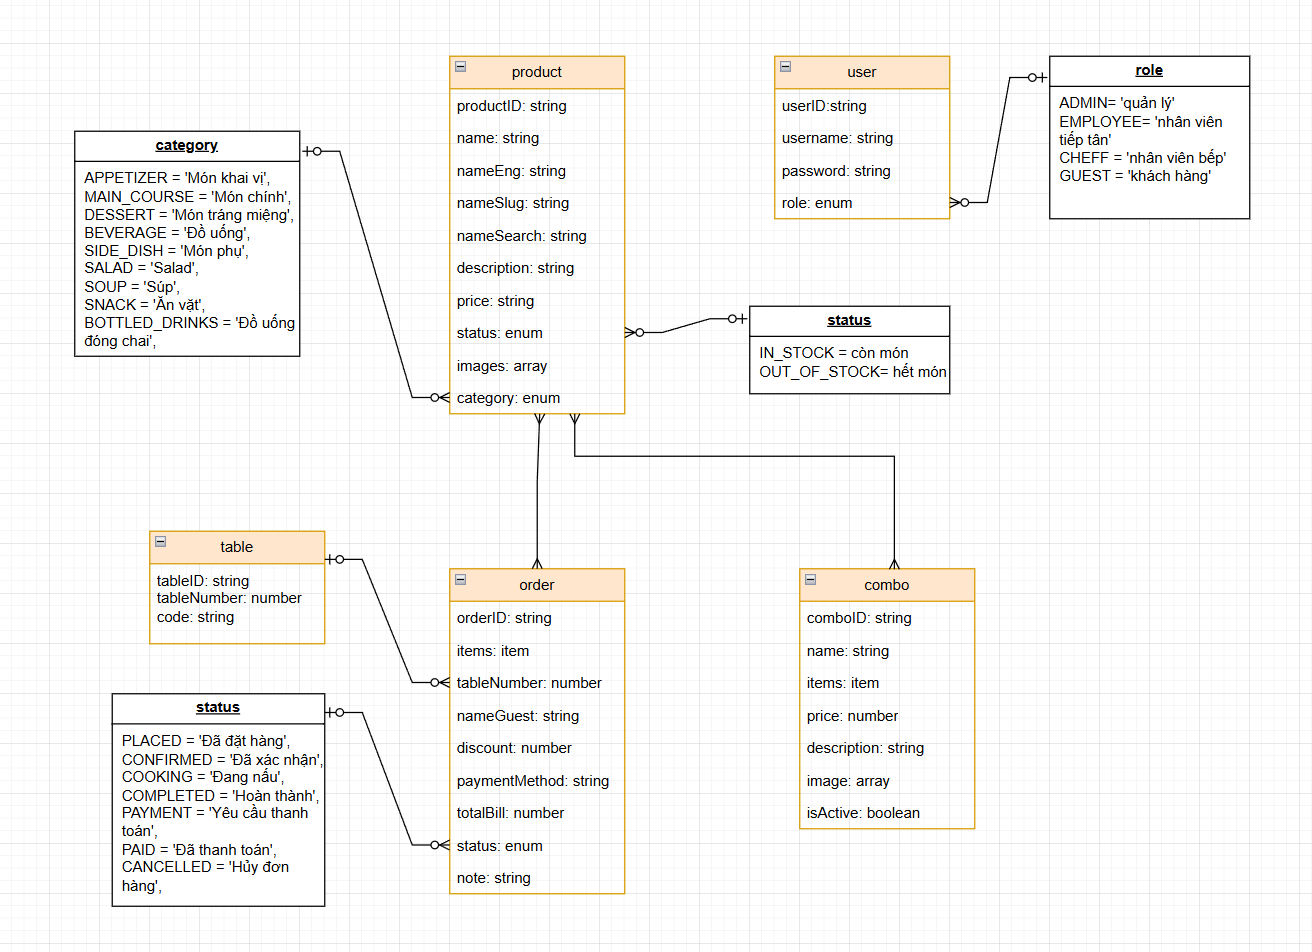 product
productID: string
name: string
nameEng: string
nameSlug: string
nameSearch: string
description: string
price: string
status: enum
images: array
category: enum
user
userID:string
username: string
password: string
role: enum
role
ADMIN= 'quản lý'
EMPLOYEE= 'nhân viên
tiếp tân'
CHEFF = 'nhân viên bếp'
GUEST = 'khách hàng'
category
APPETIZER = 'Món khai vị',
MAIN_COURSE = 'Món chính',
DESSERT = 'Món tráng miệng',
BEVERAGE = 'Đồ uống',
SIDE_DISH = 'Món phụ',
SALAD = 'Salad',
SOUP = 'Súp',
SNACK = 'Ăn vặt',
BOTTLED_DRINKS = 'Đồ uống
đóng chai',
status
IN_STOCK = còn món
OUT_OF_STOCK= hết món
table
tableID: string
tableNumber: number
code: string
order
orderID: string
items: item
tableNumber: number
nameGuest: string
discount: number
paymentMethod: string
totalBill: number
status: enum
note: string
combo
comboID: string
name: string
items: item
price: number
description: string
image: array
isActive: boolean
status
PLACED = 'Đã đặt hàng',
CONFIRMED = 'Đã xác nhận',
COOKING = 'Đang nấu',
COMPLETED = 'Hoàn thành',
PAYMENT = 'Yêu cầu thanh
toán',
PAID = 'Đã thanh toán',
CANCELLED = 'Hủy đơn
hàng',